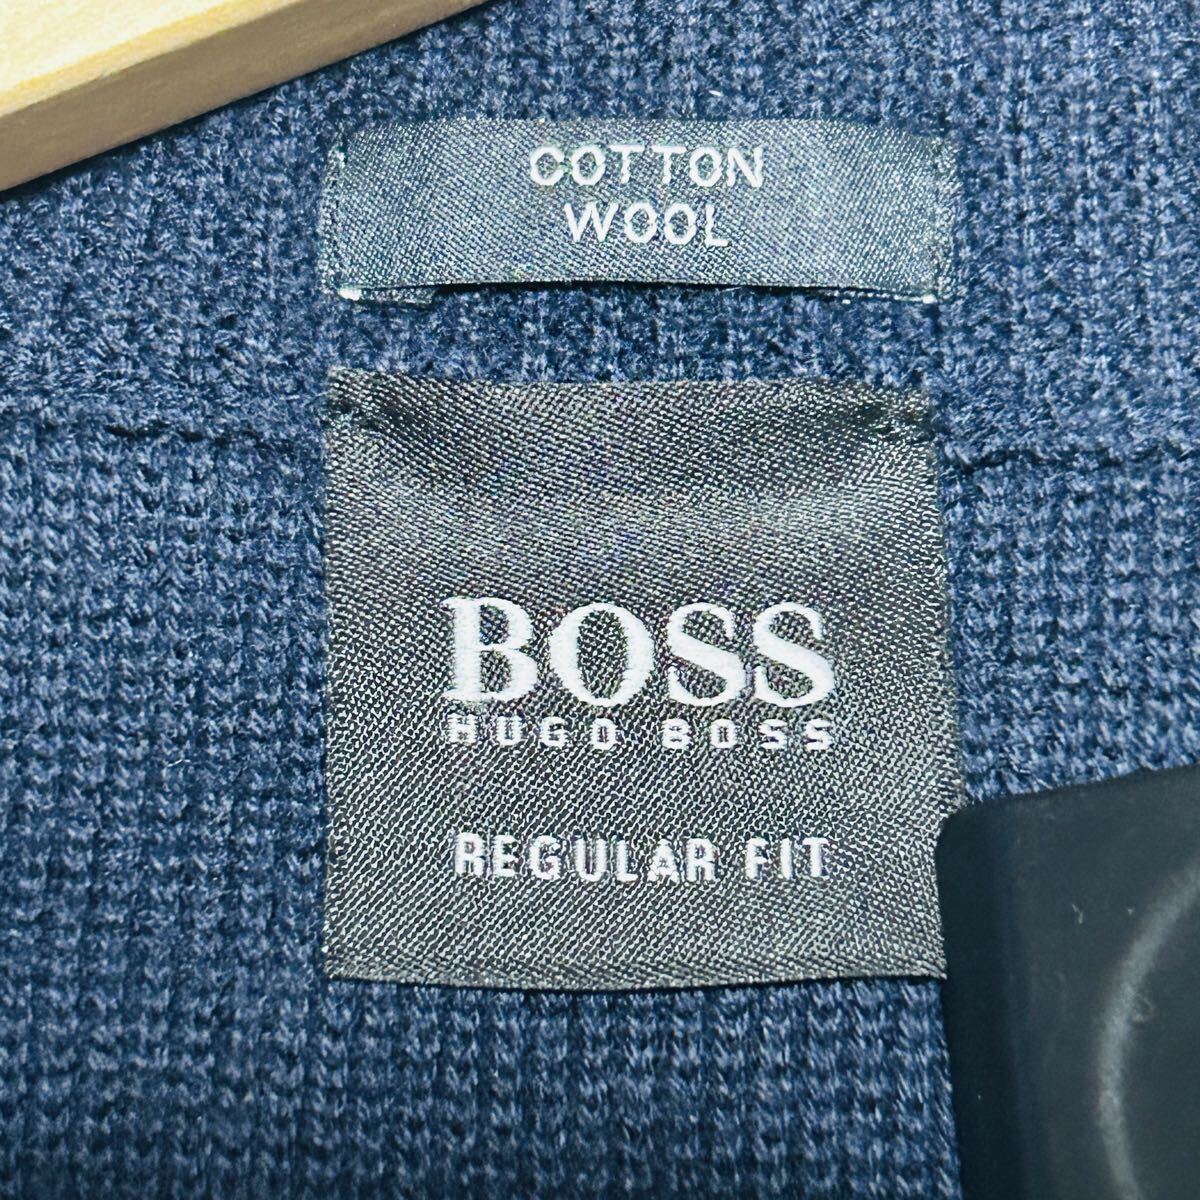 COTTON
WOOL
BOSS
HUGO BOSS
REGULAR FIT